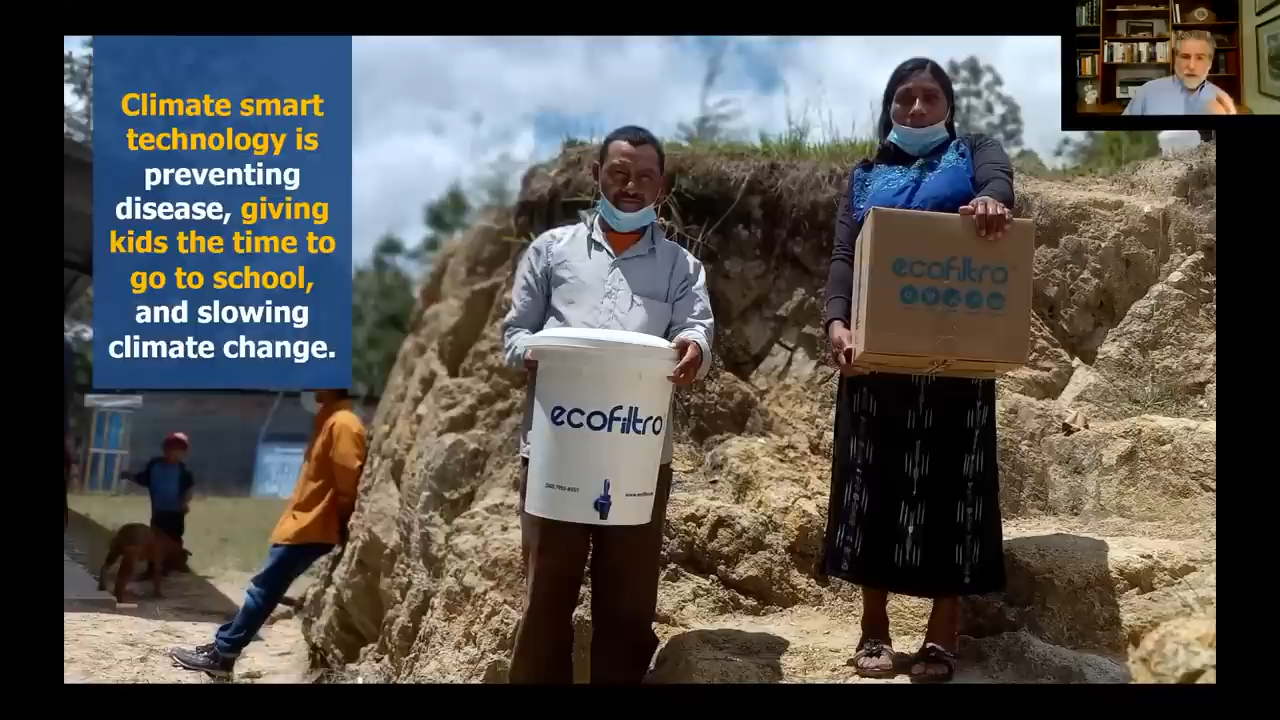 Climate smart
technology is
preventing
disease, giving
kids the time to
go to school,
and slowing
climate change.
ecofiltro
ecofiltro